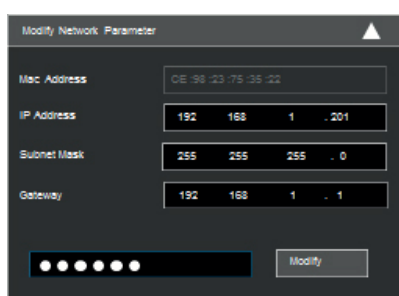 Modify Network Parameter
Mac Address CE :98 :23 :75 :35 :22
IP Address 192 168 1 . 201
Subnet Mask 255 255 255 . 0
Gateway 192 168 1 . 1
Modify